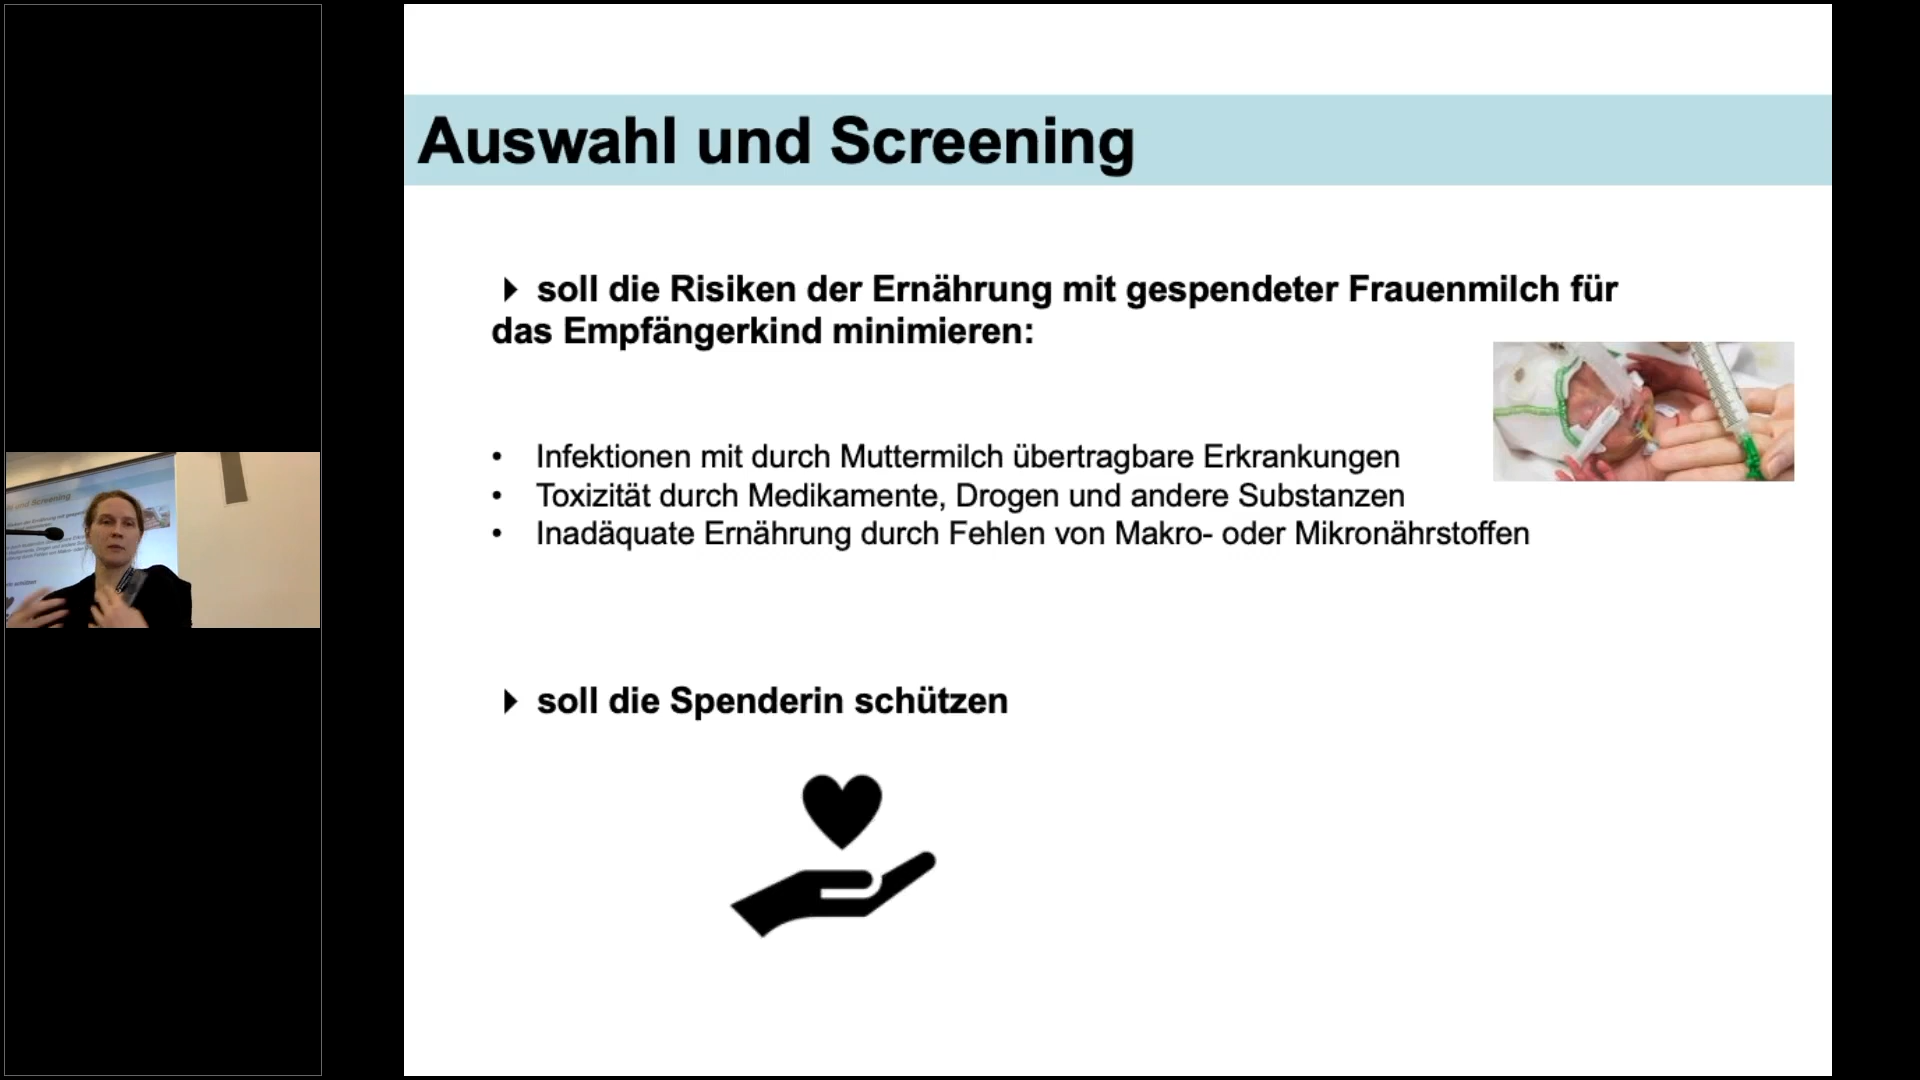 Auswahl und Screening
soll die Risiken der Ernährung mit gespendeter Frauenmilch für
das Empfängerkind minimieren:
• Infektionen mit durch Muttermilch übertragbare Erkrankungen
• Toxizität durch Medikamente, Drogen und andere Substanzen
• Inadäquate Ernährung durch Fehlen von Makro- oder Mikronährstoffen
soll die Spenderin schützen